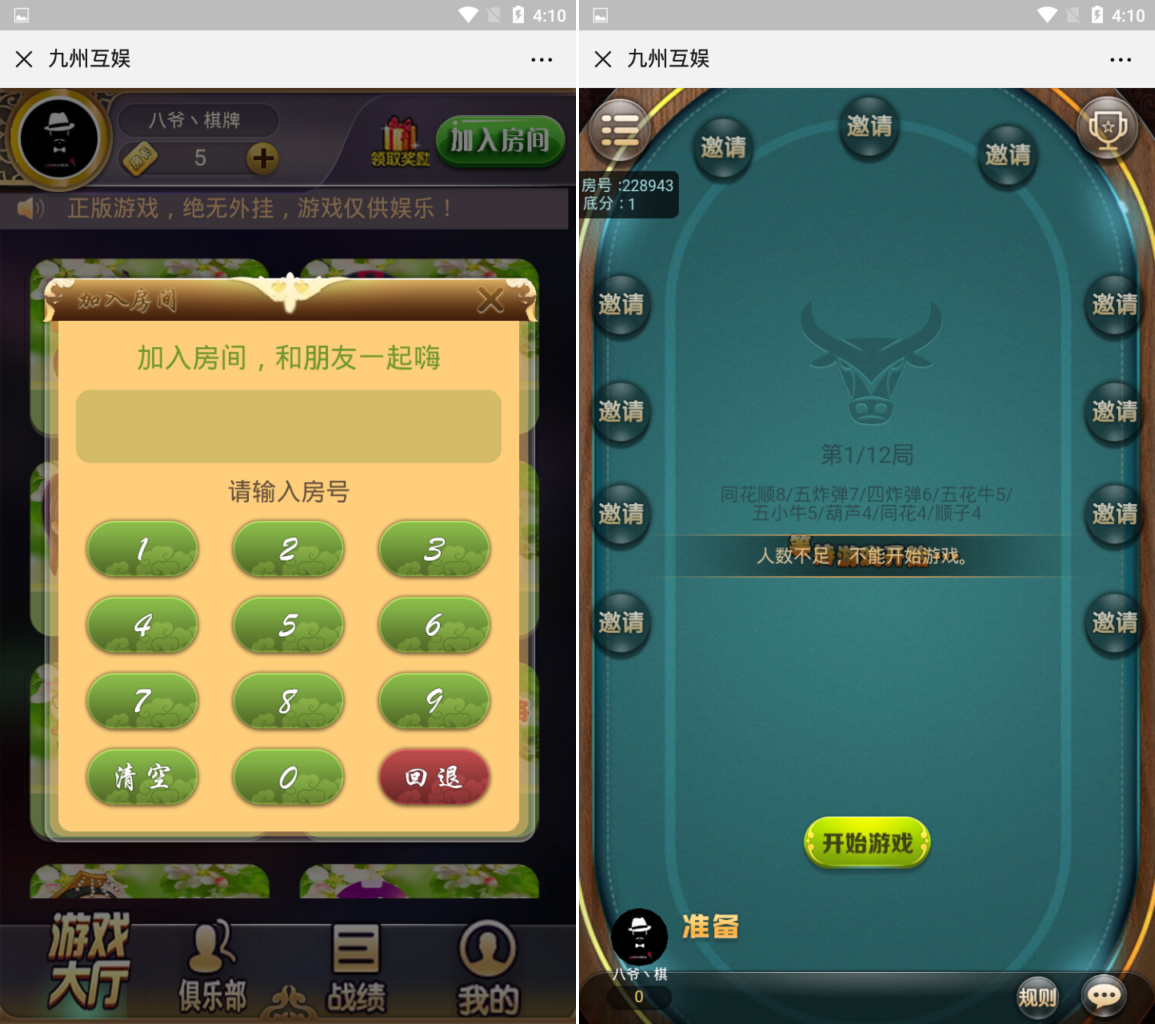 4:10
九州互娱
八爷丶棋牌
5
领取奖励
加入房间
正版游戏，绝无外挂，游戏仅供娱乐！
加入房间
加入房间，和朋友一起嗨
请输入房号
1 2 3
4 5 6
7 8 9
清空 0 回退
游戏大厅
俱乐部
战绩
我的
4:10
九州互娱
邀请
邀请
邀请
房号:228943
底分：1
邀请
邀请
第1/12局
邀请
邀请
同花顺8/五炸弹7/四炸弹6/五花牛5/
五小牛5/葫芦4/同花4/顺子4
邀请
邀请
人数不足，不能开始游戏。
邀请
邀请
开始游戏
准备
八爷丶棋
0
规则